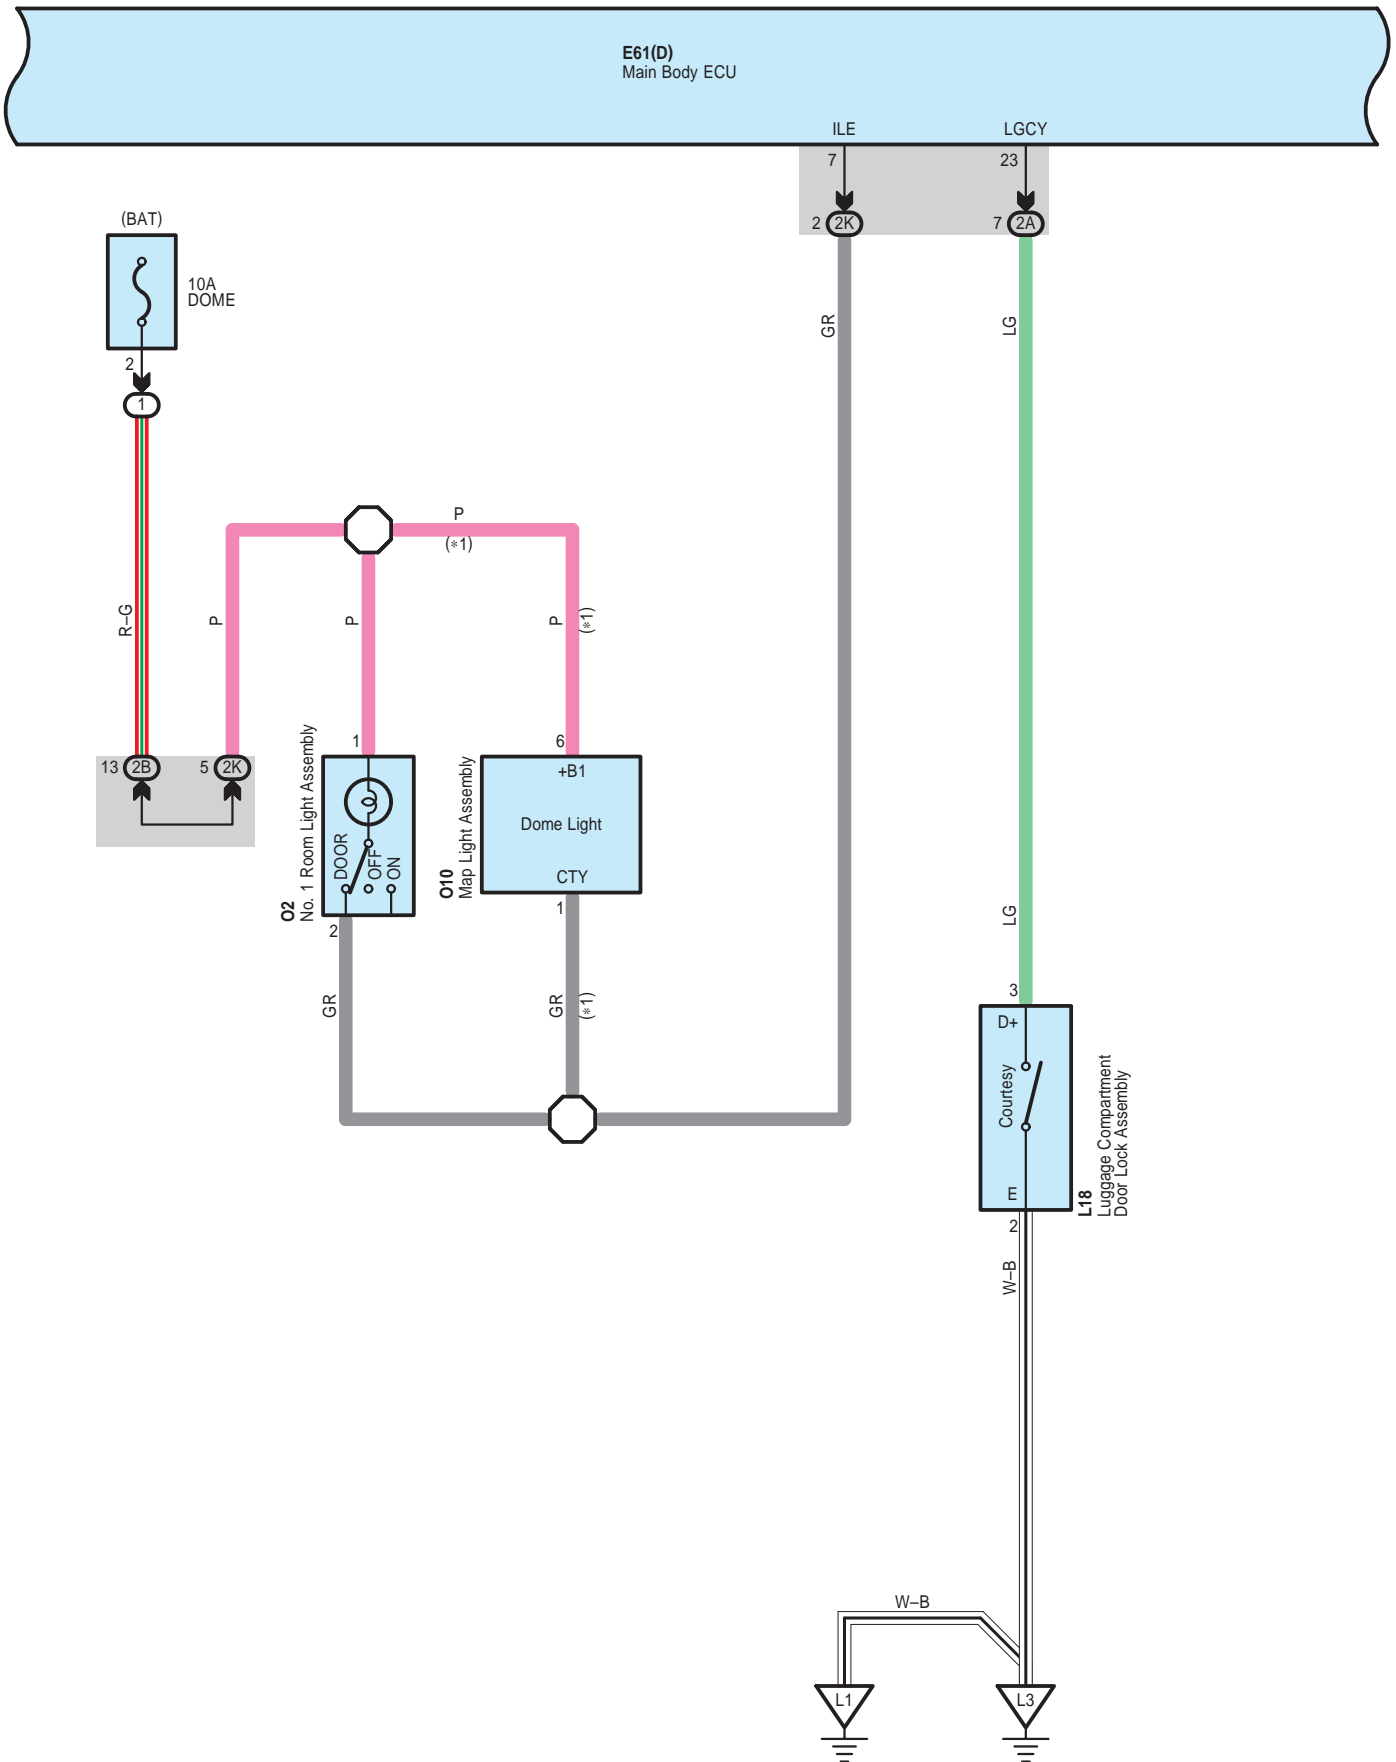 E61(D)
Main Body ECU
ILE
LGCY
7
23
2
2K
7
2A
(BAT)
10A
DOME
2
1
GR
LG
P
(*1)
R–G
P
P
P
(*1)
13
2B
5
2K
1
O2
No. 1 Room Light Assembly
DOOR
OFF
ON
2
6
O10
Map Light Assembly
+B1
Dome Light
CTY
1
GR
GR
(*1)
LG
3
D+
Courtesy
E
L18
Luggage Compartment
Door Lock Assembly
2
W–B
W–B
L1
L3